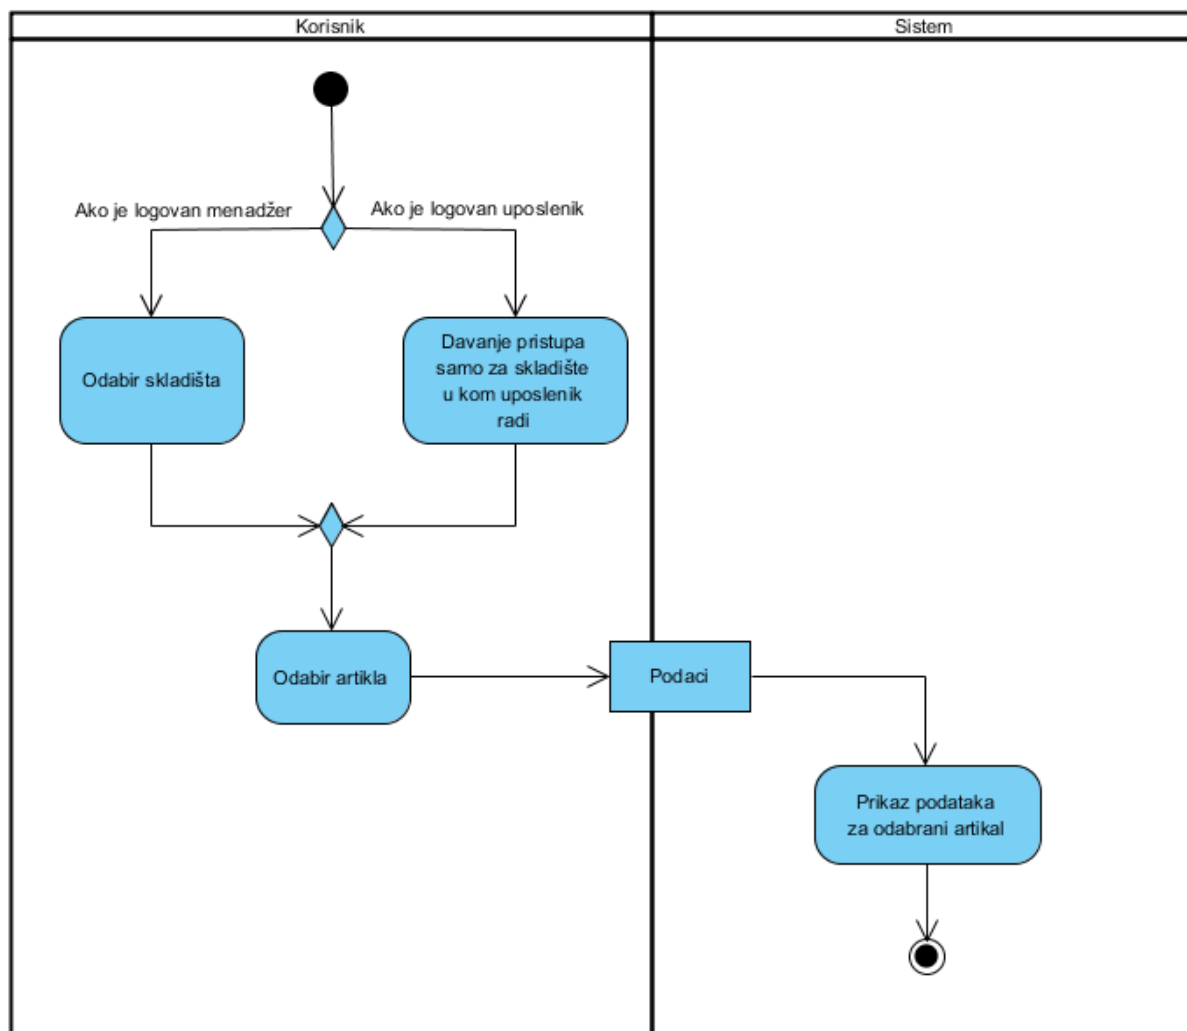 Korisnik
Sistem
Ako je logovan menadžer
Ako je logovan uposlenik
Odabir skladišta
Davanje pristupa
samo za skladište
u kom uposlenik
radi
Odabir artikla
Podaci
Prikaz podataka
za odabrani artikal